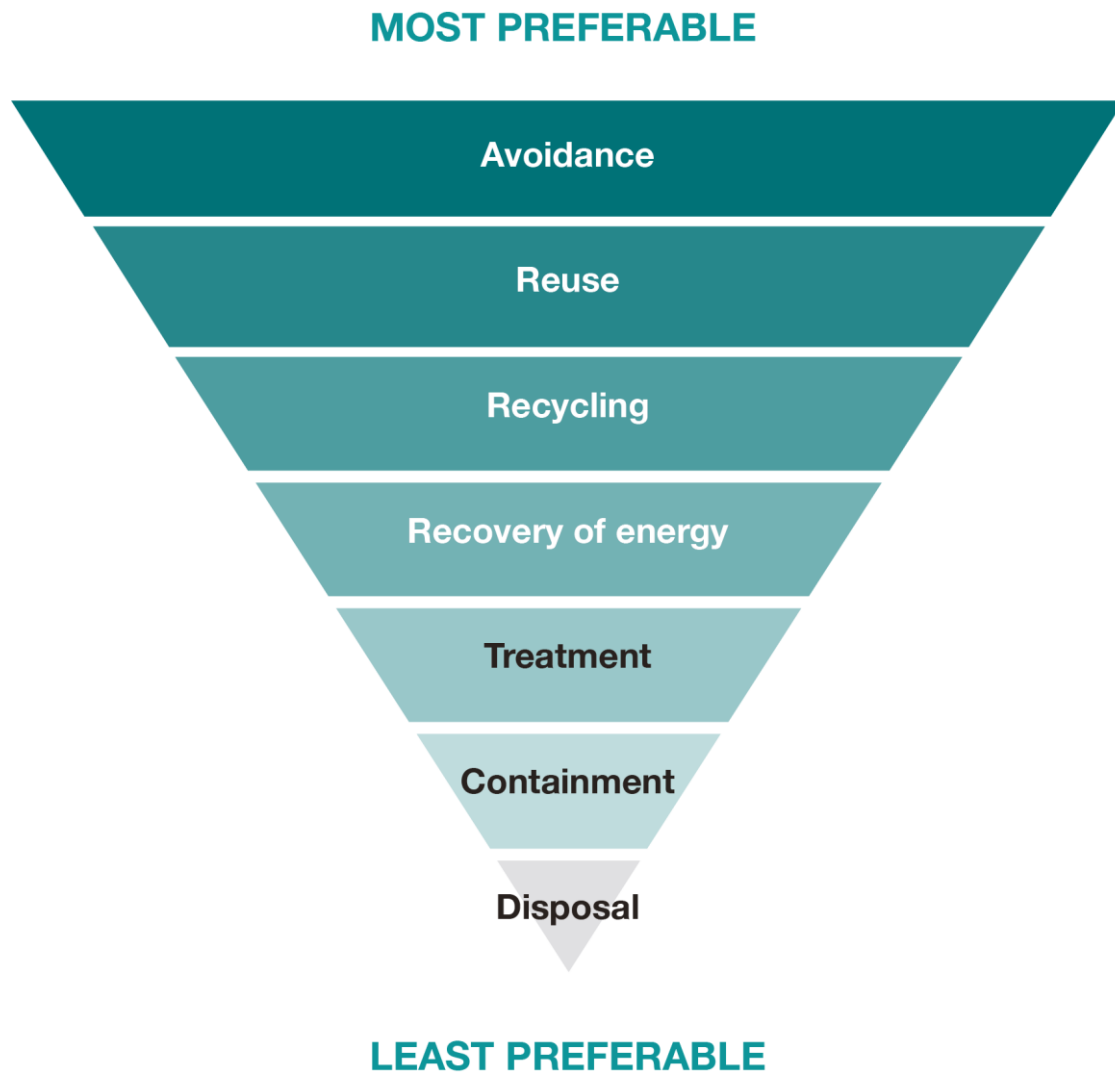 MOST PREFERABLE
Avoidance
Reuse
Recycling
Recovery of energy
Treatment
Containment
Disposal
LEAST PREFERABLE